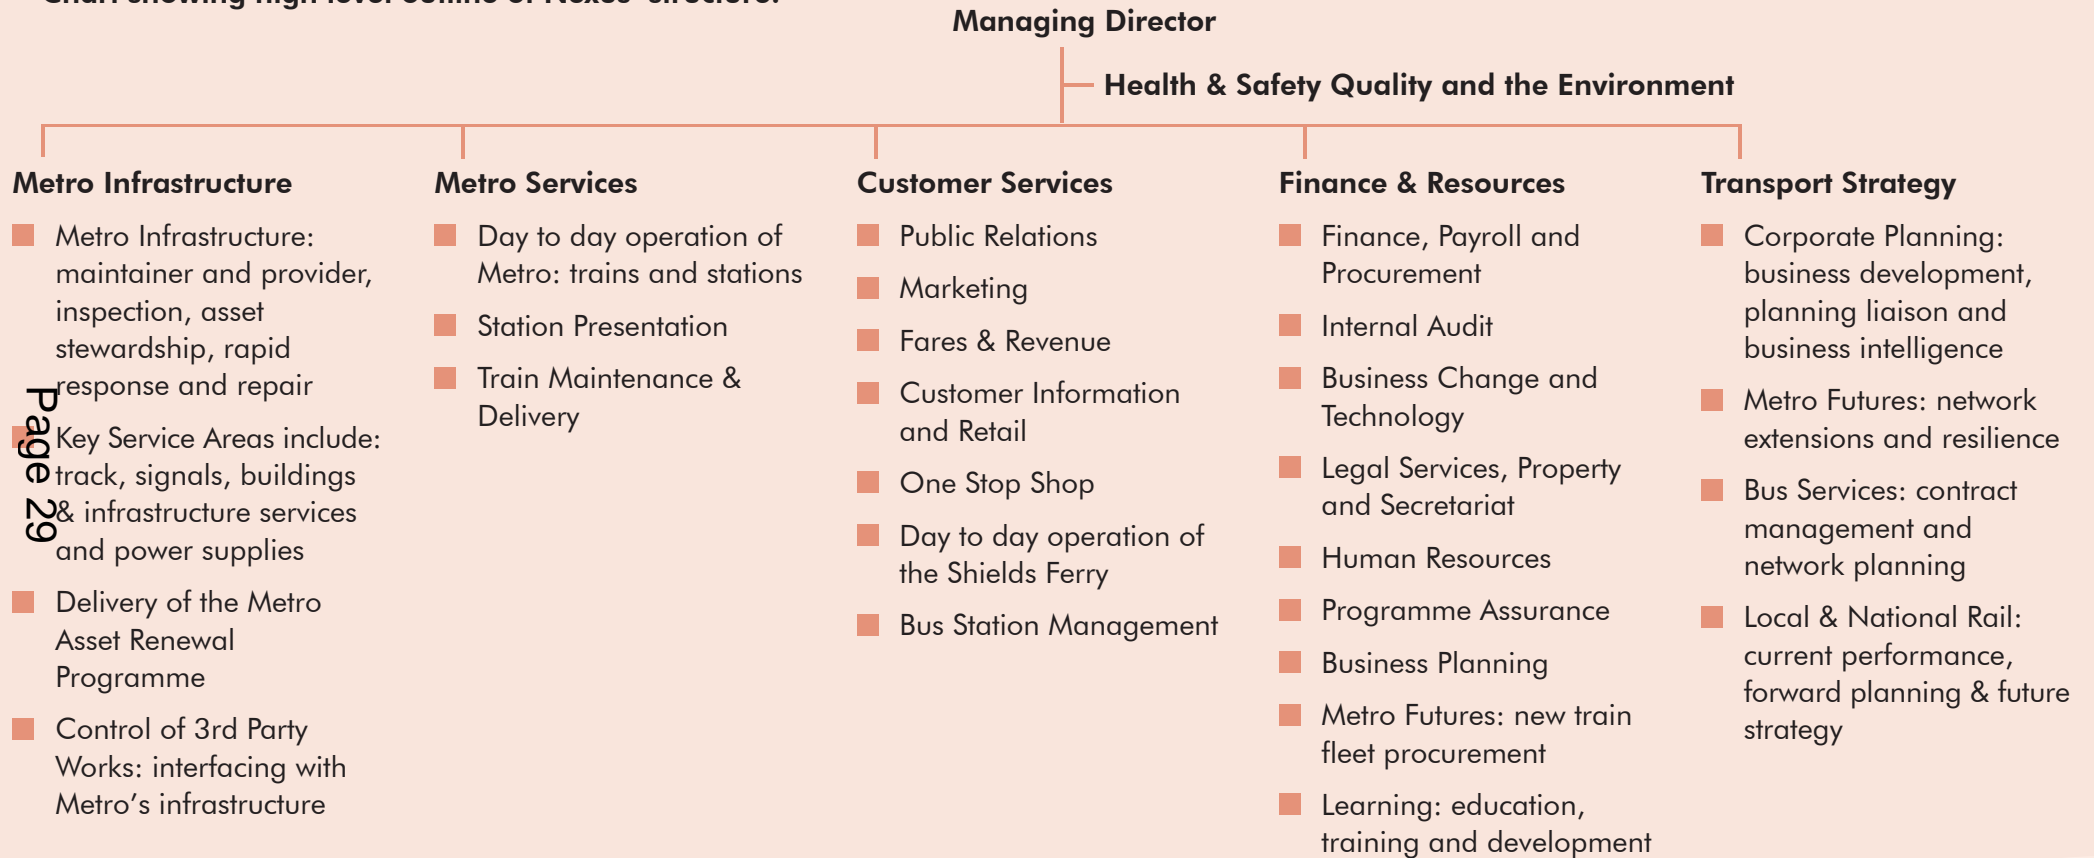 Chart showing high level outline of Nexus' structure:
Managing Director
Health & Safety Quality and the Environment
Metro Infrastructure
Metro Infrastructure:
maintainer and provider,
inspection, asset
stewardship, rapid
response and repair
Key Service Areas include:
track, signals, buildings
& infrastructure services
and power supplies
Delivery of the Metro
Asset Renewal
Programme
Control of 3rd Party
Works: interfacing with
Metro’s infrastructure
Metro Services
Day to day operation of
Metro: trains and stations
Station Presentation
Train Maintenance &
Delivery
Customer Services
Public Relations
Marketing
Fares & Revenue
Customer Information
and Retail
One Stop Shop
Day to day operation of
the Shields Ferry
Bus Station Management
Finance & Resources
Finance, Payroll and
Procurement
Internal Audit
Business Change and
Technology
Legal Services, Property
and Secretariat
Human Resources
Programme Assurance
Business Planning
Metro Futures: new train
fleet procurement
Learning: education,
training and development
Transport Strategy
Corporate Planning:
business development,
planning liaison and
business intelligence
Metro Futures: network
extensions and resilience
Bus Services: contract
management and
network planning
Local & National Rail:
current performance,
forward planning & future
strategy
Page 29